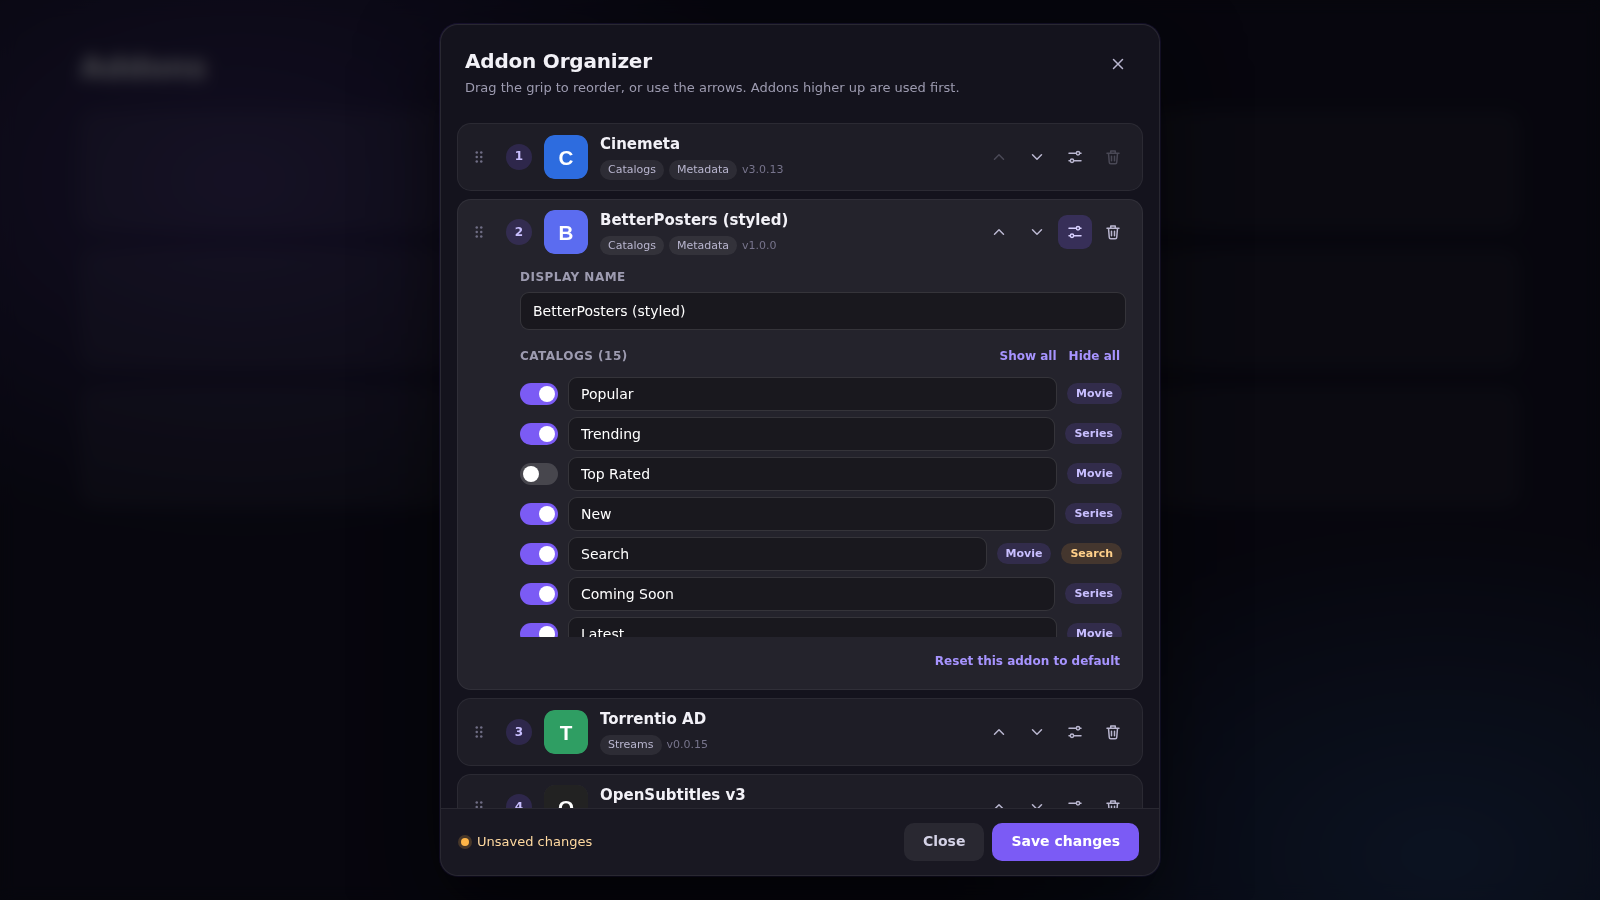 Addons
Addon Organizer
Drag the grip to reorder, or use the arrows. Addons higher up are used first.
1
C
Cinemeta
Catalogs Metadata v3.0.13
2
B
BetterPosters (styled)
Catalogs Metadata v1.0.0
DISPLAY NAME
BetterPosters (styled)
CATALOGS (15) Show all Hide all
Popular Movie
Trending Series
Top Rated Movie
New Series
Search Movie Search
Coming Soon Series
Latest Movie
Reset this addon to default
3
T
Torrentio AD
Streams v0.0.15
4
O
OpenSubtitles v3
Unsaved changes Close Save changes